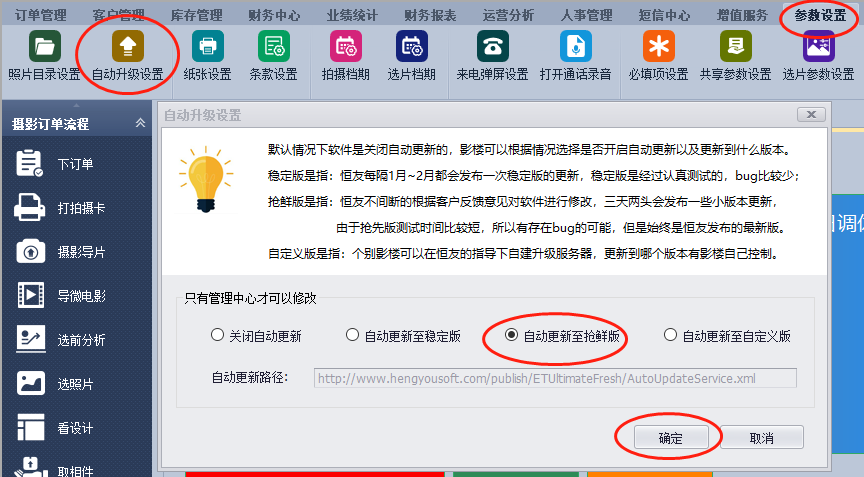 订单管理 客户管理 库存管理 财务中心 业绩统计 财务报表 运营分析 人事管理 短信中心 增值服务 参数设置
照片目录设置 自动升级设置 纸张设置 条款设置 拍摄档期 选片档期 来电弹屏设置 打开通话录音 必填项设置 共享参数设置 选片参数设置
摄影订单流程
下订单
打拍摄卡
摄影导片
导微电影
选前分析
选照片
看设计
取相件
自动升级设置
默认情况下软件是关闭自动更新的，影楼可以根据情况选择是否开启自动更新以及更新到什么版本。
稳定版是指：恒友每隔1月~2月都会发布一次稳定版的更新，稳定版是经过认真测试的，bug比较少；
抢鲜版是指：恒友不间断的根据客户反馈意见对软件进行修改，三天两头会发布一些小版本更新，
由于抢先版测试时间比较短，所以有存在bug的可能，但是始终是恒友发布的最新版。
自定义版是指：个别影楼可以在恒友的指导下自建升级服务器，更新到哪个版本有影楼自己控制。
只有管理中心才可以修改
关闭自动更新 自动更新至稳定版 自动更新至抢鲜版 自动更新至自定义版
自动更新路径： http://www.hengyousoft.com/publish/ETUltimateFresh/AutoUpdateService.xml
确定 取消